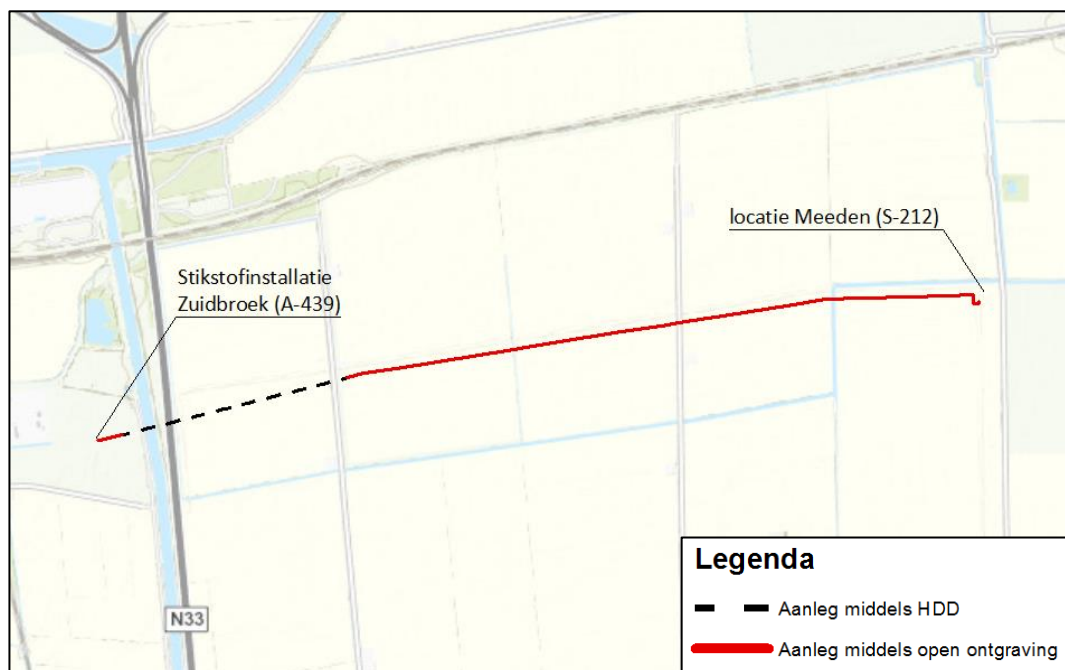 locatie Meeden (S-212)
Stikstofinstallatie
Zuidbroek (A-439)
N33
Legenda
Aanleg middels HDD
Aanleg middels open ontgraving